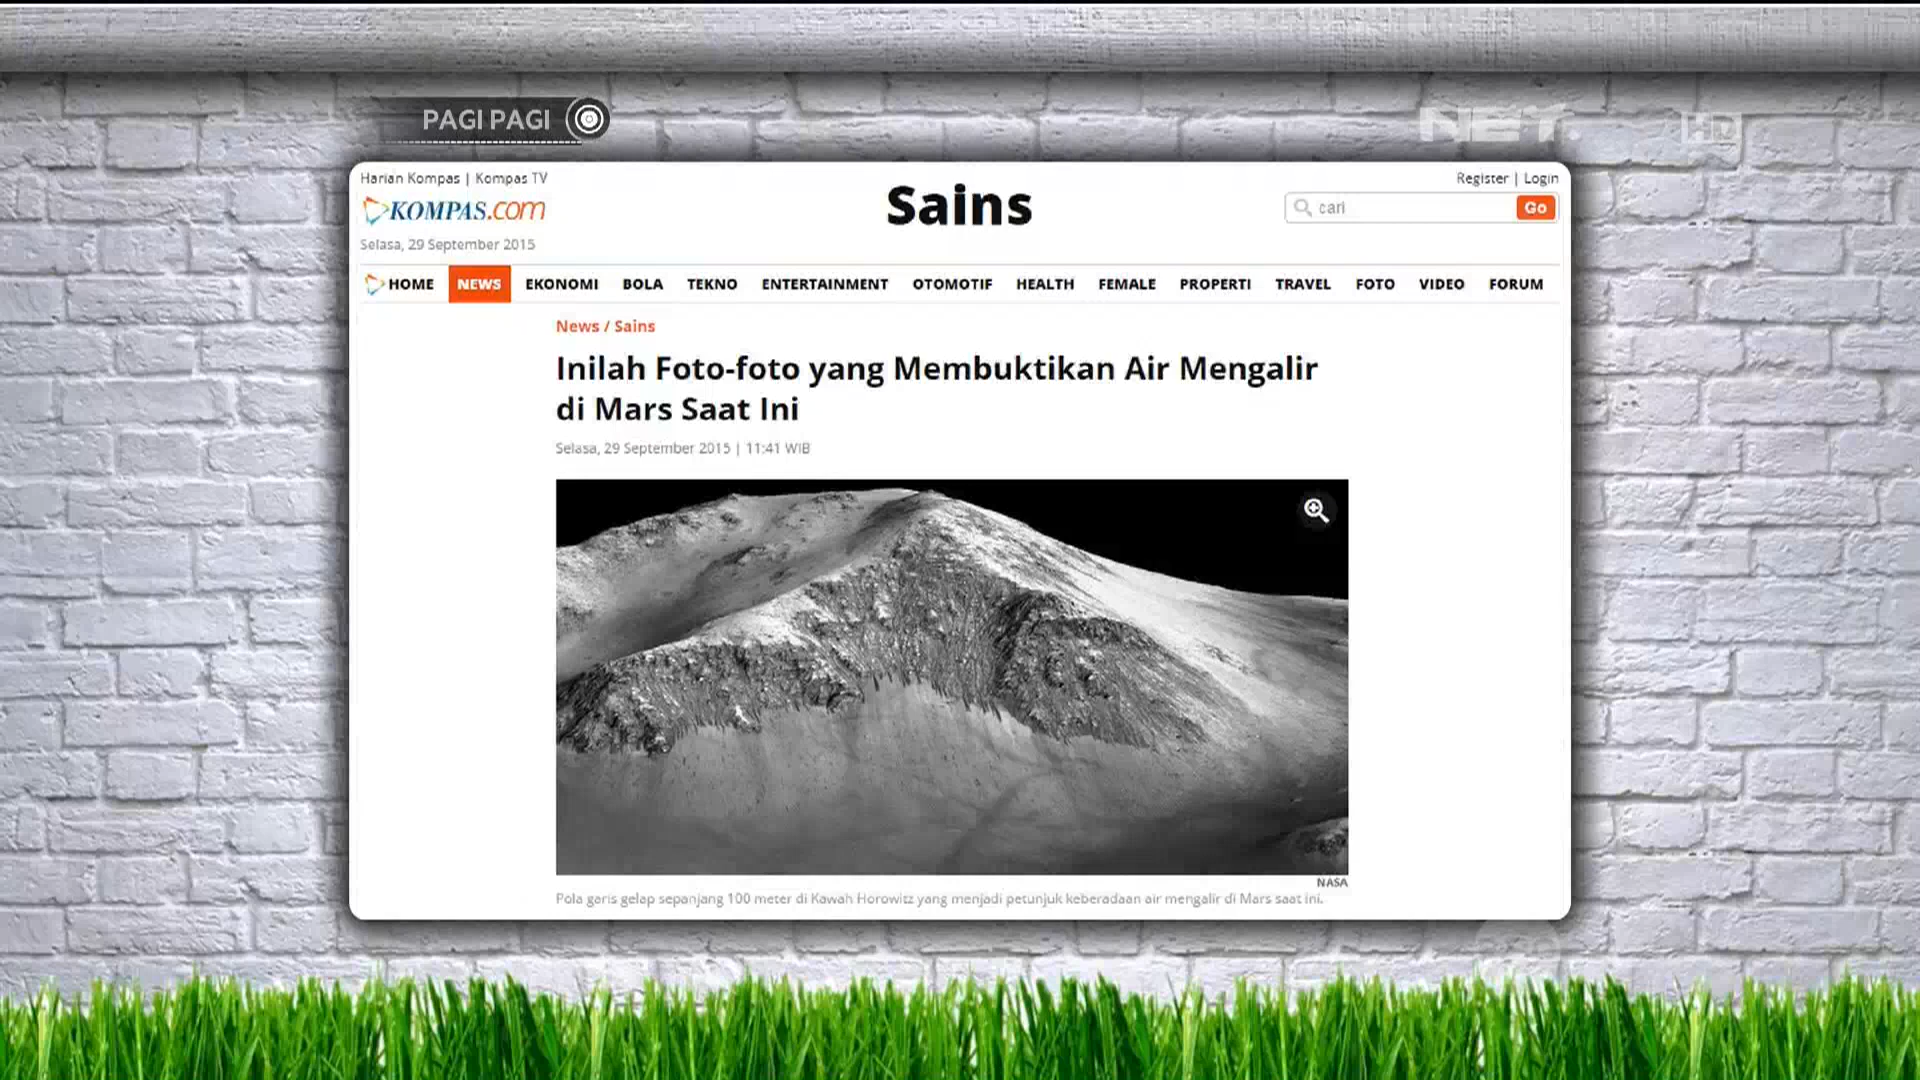 PAGI PAGI
NET.
HD
Harian Kompas | Kompas TV
Register | Login
KOMPAS.com
Sains
cari
Go
Selasa, 29 September 2015
HOME NEWS EKONOMI BOLA TEKNO ENTERTAINMENT OTOMOTIF HEALTH FEMALE PROPERTI TRAVEL FOTO VIDEO FORUM
News / Sains
Inilah Foto-foto yang Membuktikan Air Mengalir
di Mars Saat Ini
Selasa, 29 September 2015 | 11:41 WIB
NASA
Pola garis gelap sepanjang 100 meter di Kawah Horowitz yang menjadi petunjuk keberadaan air mengalir di Mars saat ini.